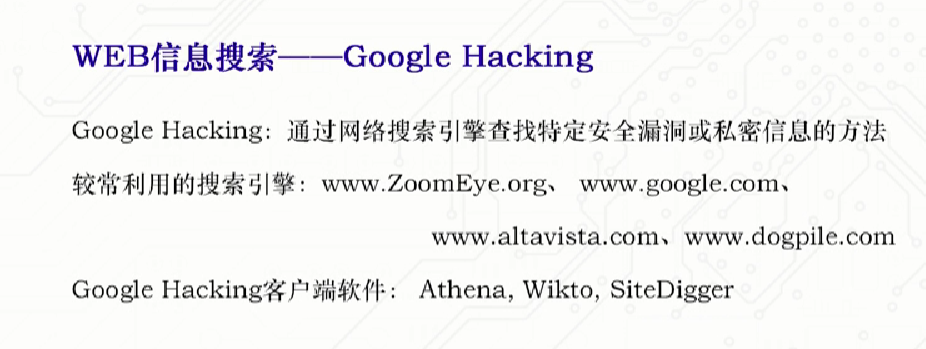 WEB信息搜索——Google Hacking
Google Hacking：通过网络搜索引擎查找特定安全漏洞或私密信息的方法
较常利用的搜索引擎：www.ZoomEye.org、 www.google.com、
www.altavista.com、www.dogpile.com
Google Hacking客户端软件： Athena, Wikto, SiteDigger